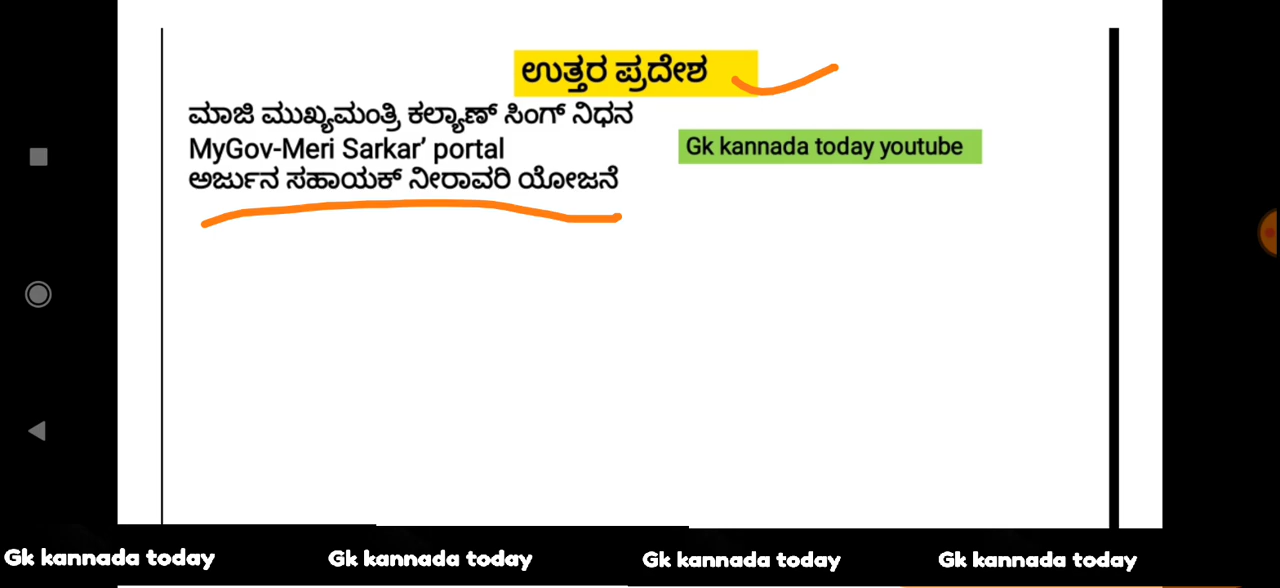 ಉತ್ತರ ಪ್ರದೇಶ
ಮಾಜಿ ಮುಖ್ಯಮಂತ್ರಿ ಕಲ್ಯಾಣ್ ಸಿಂಗ್ ನಿಧನ
MyGov-Meri Sarkar’ portal
Gk kannada today youtube
ಅರ್ಜುನ ಸಹಾಯಕ್ ನೀರಾವರಿ ಯೋಜನೆ
Gk kannada today Gk kannada today Gk kannada today Gk kannada today